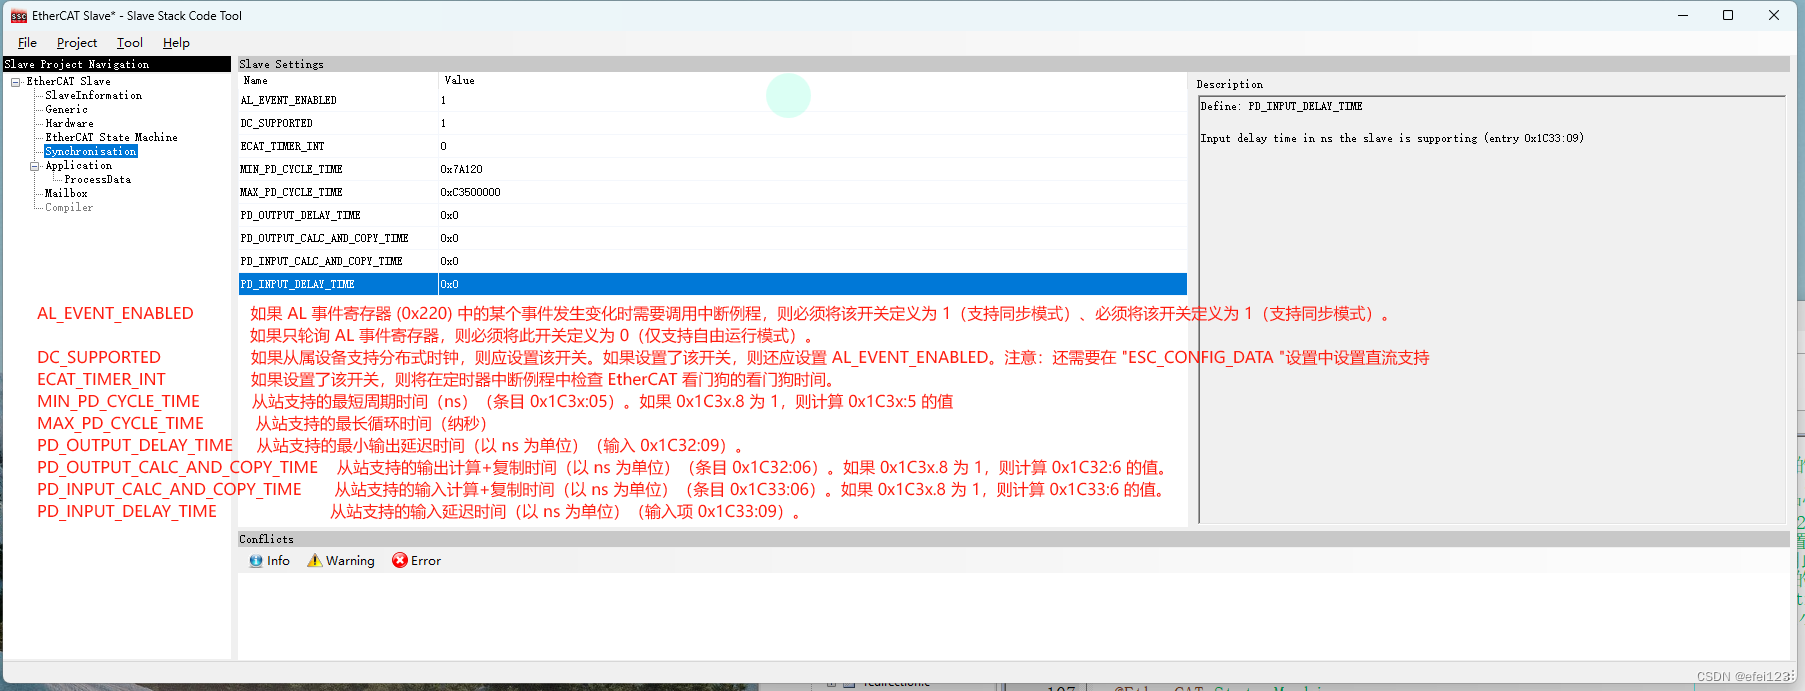 EtherCAT Slave* - Slave Stack Code Tool
File Project Tool Help
Slave Project Navigation
EtherCAT Slave
SlaveInformation
Generic
Hardware
EtherCAT State Machine
Synchronisation
Application
ProcessData
Mailbox
Compiler
Slave Settings
Name Value
AL_EVENT_ENABLED 1
DC_SUPPORTED 1
ECAT_TIMER_INT 0
MIN_PD_CYCLE_TIME 0x7A120
MAX_PD_CYCLE_TIME 0xC3500000
PD_OUTPUT_DELAY_TIME 0x0
PD_OUTPUT_CALC_AND_COPY_TIME 0x0
PD_INPUT_CALC_AND_COPY_TIME 0x0
PD_INPUT_DELAY_TIME 0x0
Description
Define: PD_INPUT_DELAY_TIME
Input delay time in ns the slave is supporting (entry 0x1C33:09)
AL_EVENT_ENABLED 如果 AL 事件寄存器 (0x220) 中的某个事件发生变化时需要调用中断例程，则必须将该开关定义为 1（支持同步模式）、必须将该开关定义为 1（支持同步模式）。
如果只轮询 AL 事件寄存器，则必须将此开关定义为 0（仅支持自由运行模式）。
DC_SUPPORTED 如果从属设备支持分布式时钟，则应设置该开关。如果设置了该开关，则还应设置 AL_EVENT_ENABLED。注意：还需要在 "ESC_CONFIG_DATA "设置中设置直流支持
ECAT_TIMER_INT 如果设置了该开关，则将在定时器中断例程中检查 EtherCAT 看门狗的看门狗时间。
MIN_PD_CYCLE_TIME 从站支持的最短周期时间（ns）（条目 0x1C3x:05）。如果 0x1C3x.8 为 1，则计算 0x1C3x:5 的值
MAX_PD_CYCLE_TIME 从站支持的最长循环时间（纳秒）
PD_OUTPUT_DELAY_TIME 从站支持的最小输出延迟时间（以 ns 为单位）（输入 0x1C32:09）。
PD_OUTPUT_CALC_AND_COPY_TIME 从站支持的输出计算+复制时间（以 ns 为单位）（条目 0x1C32:06）。如果 0x1C3x.8 为 1，则计算 0x1C32:6 的值。
PD_INPUT_CALC_AND_COPY_TIME 从站支持的输入计算+复制时间（以 ns 为单位）（条目 0x1C33:06）。如果 0x1C3x.8 为 1，则计算 0x1C33:6 的值。
PD_INPUT_DELAY_TIME 从站支持的输入延迟时间（以 ns 为单位）（输入项 0x1C33:09）。
Conflicts
Info Warning Error
CSDN @efei123